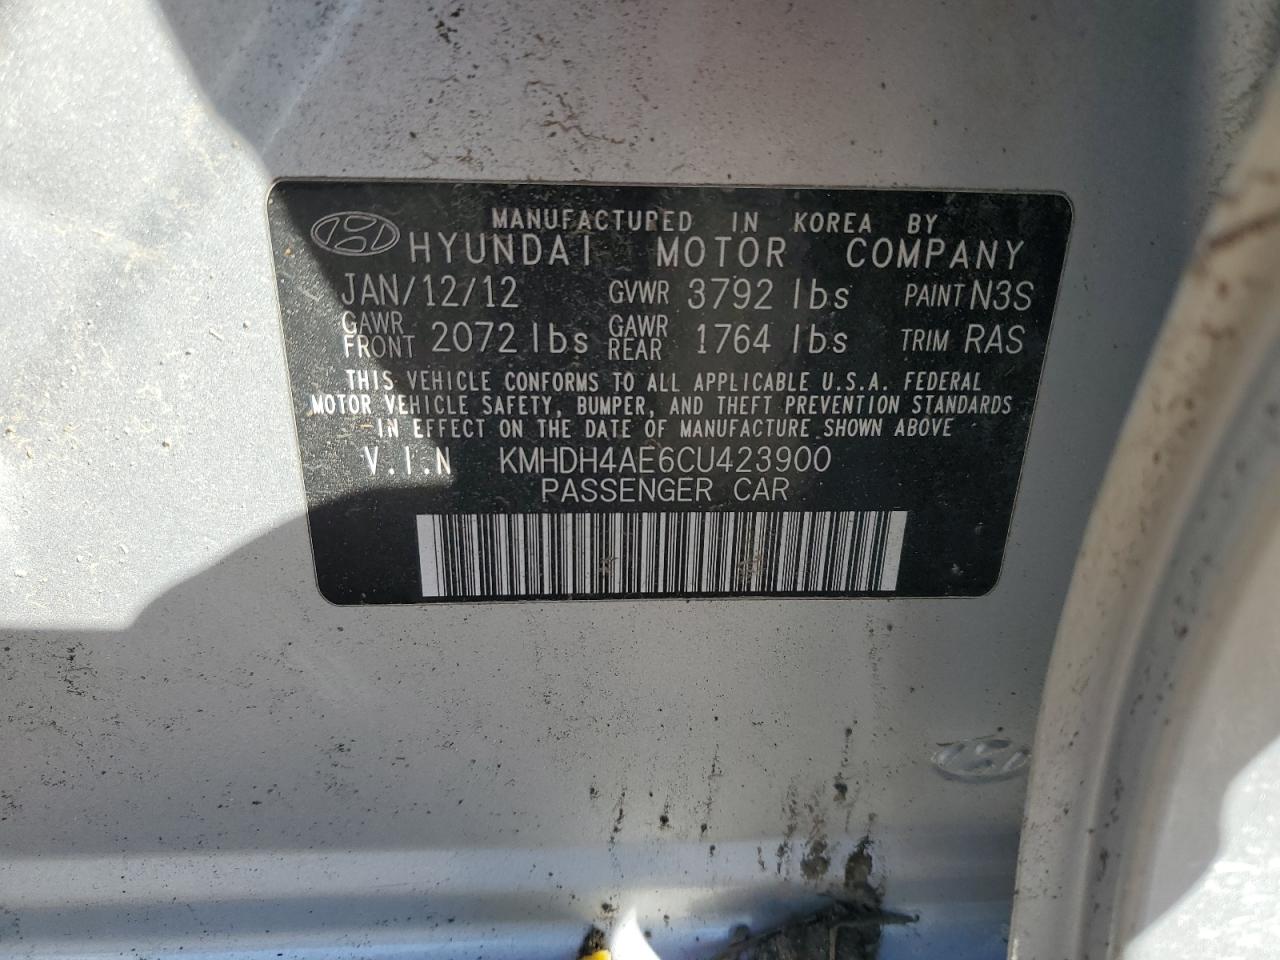 MANUFACTURED IN KOREA BY
HYUNDAI MOTOR COMPANY
JAN/12/12 GVWR 3792 lbs PAINT N3S
GAWR FRONT 2072 lbs GAWR REAR 1764 lbs TRIM RAS
THIS VEHICLE CONFORMS TO ALL APPLICABLE U.S.A. FEDERAL
MOTOR VEHICLE SAFETY, BUMPER, AND THEFT PREVENTION STANDARDS
IN EFFECT ON THE DATE OF MANUFACTURE SHOWN ABOVE
V.I.N KMHDH4AE6CU423900
PASSENGER CAR